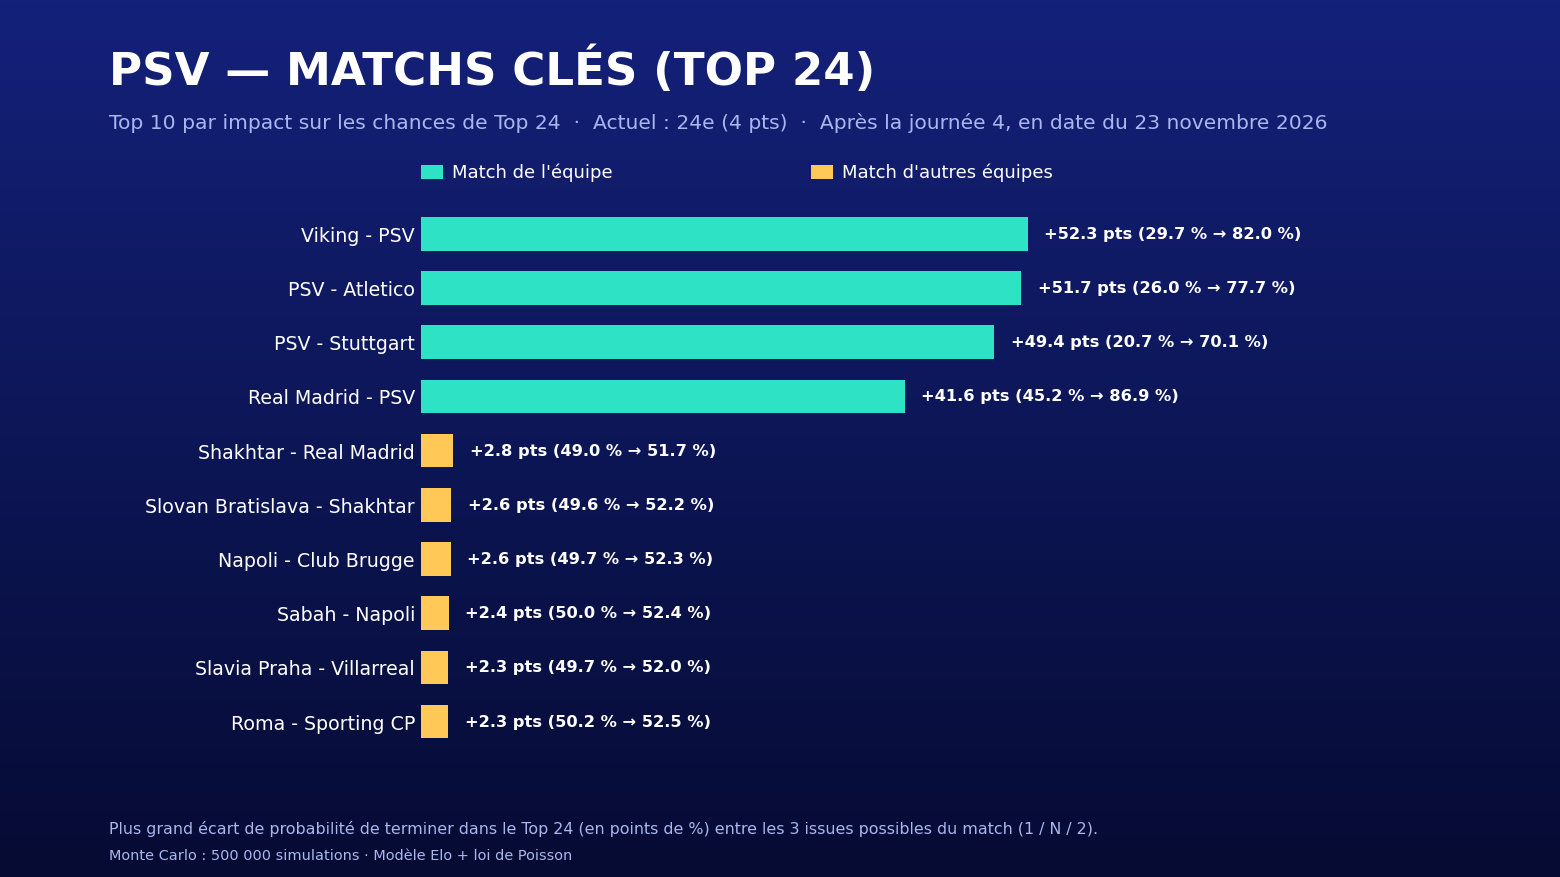 PSV — MATCHS CLÉS (TOP 24)
Top 10 par impact sur les chances de Top 24 · Actuel : 24e (4 pts) · Après la journée 4, en date du 23 novembre 2026
Match de l'équipe
Match d'autres équipes
Viking - PSV +52.3 pts (29.7 % → 82.0 %)
PSV - Atletico +51.7 pts (26.0 % → 77.7 %)
PSV - Stuttgart +49.4 pts (20.7 % → 70.1 %)
Real Madrid - PSV +41.6 pts (45.2 % → 86.9 %)
Shakhtar - Real Madrid +2.8 pts (49.0 % → 51.7 %)
Slovan Bratislava - Shakhtar +2.6 pts (49.6 % → 52.2 %)
Napoli - Club Brugge +2.6 pts (49.7 % → 52.3 %)
Sabah - Napoli +2.4 pts (50.0 % → 52.4 %)
Slavia Praha - Villarreal +2.3 pts (49.7 % → 52.0 %)
Roma - Sporting CP +2.3 pts (50.2 % → 52.5 %)
Plus grand écart de probabilité de terminer dans le Top 24 (en points de %) entre les 3 issues possibles du match (1 / N / 2).
Monte Carlo : 500 000 simulations · Modèle Elo + loi de Poisson